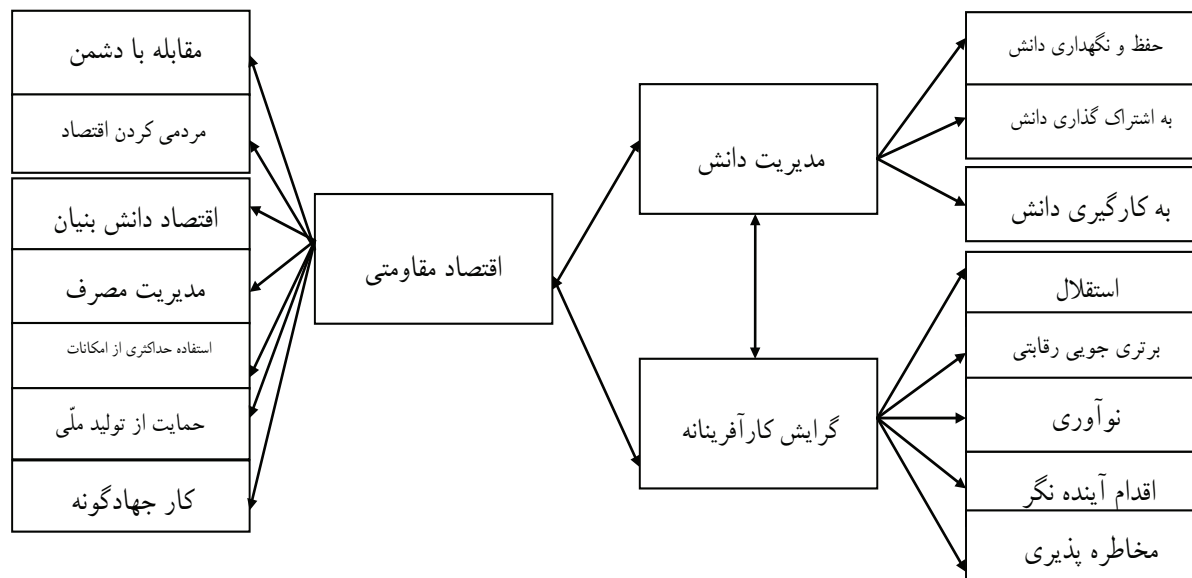 حفظ و نگهداری دانش
به اشتراک گذاری دانش
به کارگیری دانش
استقلال
برتری جویی رقابتی
نوآوری
اقدام آینده نگر
مخاطره پذیری
مدیریت دانش
گرایش کارآفرینانه
اقتصاد مقاومتی
مقابله با دشمن
مردمی کردن اقتصاد
اقتصاد دانش بنیان
مدیریت مصرف
استفاده حداکثری از امکانات
حمایت از تولید ملّی
کار جهادگونه